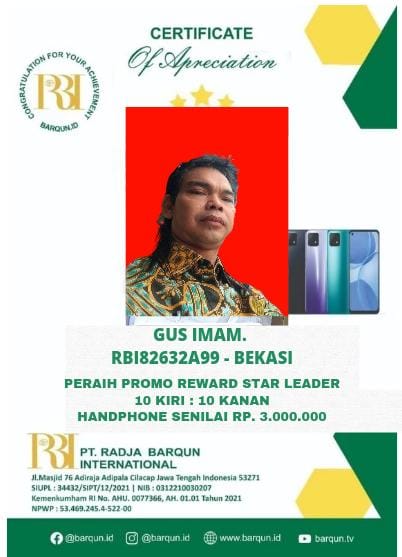 CERTIFICATE
Of Apreciation
CONGRATULATION FOR YOUR ACHIEVEMENT
RBI
BARQUN.ID
GUS IMAM.
RBI82632A99 - BEKASI
PERAIH PROMO REWARD STAR LEADER
10 KIRI : 10 KANAN
HANDPHONE SENILAI RP. 3.000.000
RBI
PT. RADJA BARQUN
INTERNATIONAL
Jl.Masjid 76 Adiraja Adipala Cilacap Jawa Tengah Indonesia 53271
SIUPL : 34432/SIPT/12/2021 | NIB : 0312210030207
Kemenkumham RI No. AHU. 0077366, AH. 01.01 Tahun 2021
NPWP : 53.469.245.4-522-00
@barqun.id @barqun.id www.barqun.id barqun.tv